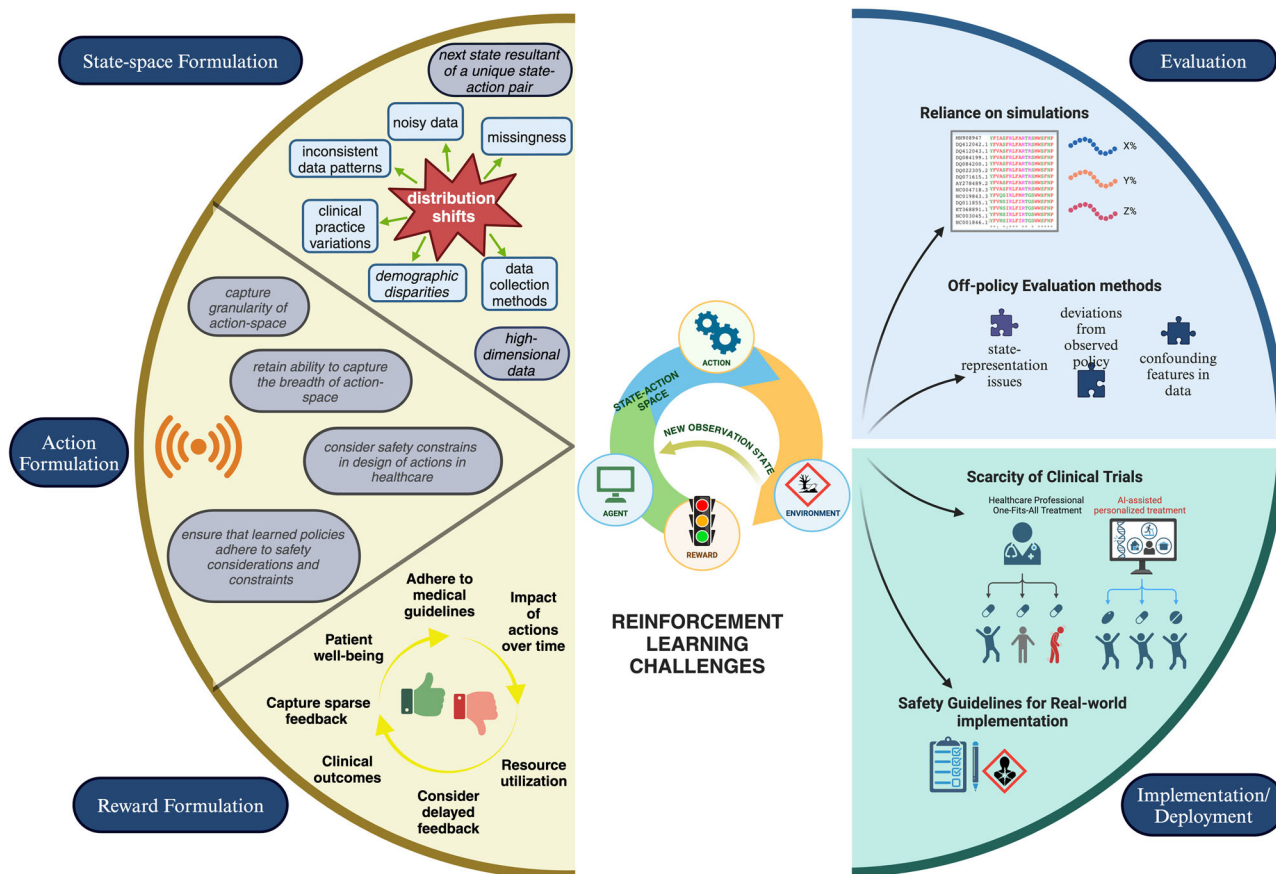 State-space Formulation
next state resultant
of a unique state-
action pair
noisy data
missingness
inconsistent
data patterns
distribution
shifts
clinical
practice
variations
demographic
disparities
data
collection
methods
high-
dimensional
data
Action
Formulation
capture
granularity of
action-space
retain ability to capture
the breadth of action-
space
consider safety constrains
in design of actions in
healthcare
ensure that learned policies
adhere to safety
considerations and
constraints
Reward Formulation
Adhere to
medical
guidelines
Impact of
actions
over time
Patient
well-being
Capture sparse
feedback
Clinical
outcomes
Consider
delayed
feedback
Resource
utilization
ACTION
STATE-ACTION
SPACE
NEW OBSERVATION STATE
AGENT
REWARD
ENVIRONMENT
REINFORCEMENT
LEARNING
CHALLENGES
Evaluation
Reliance on simulations
X%
Y%
Z%
Off-policy Evaluation methods
state-
representation
issues
deviations
from
observed
policy
confounding
features in
data
Scarcity of Clinical Trials
Healthcare Professional
One-Fits-All Treatment
AI-assisted
personalized treatment
Safety Guidelines for Real-world
implementation
Implementation/
Deployment